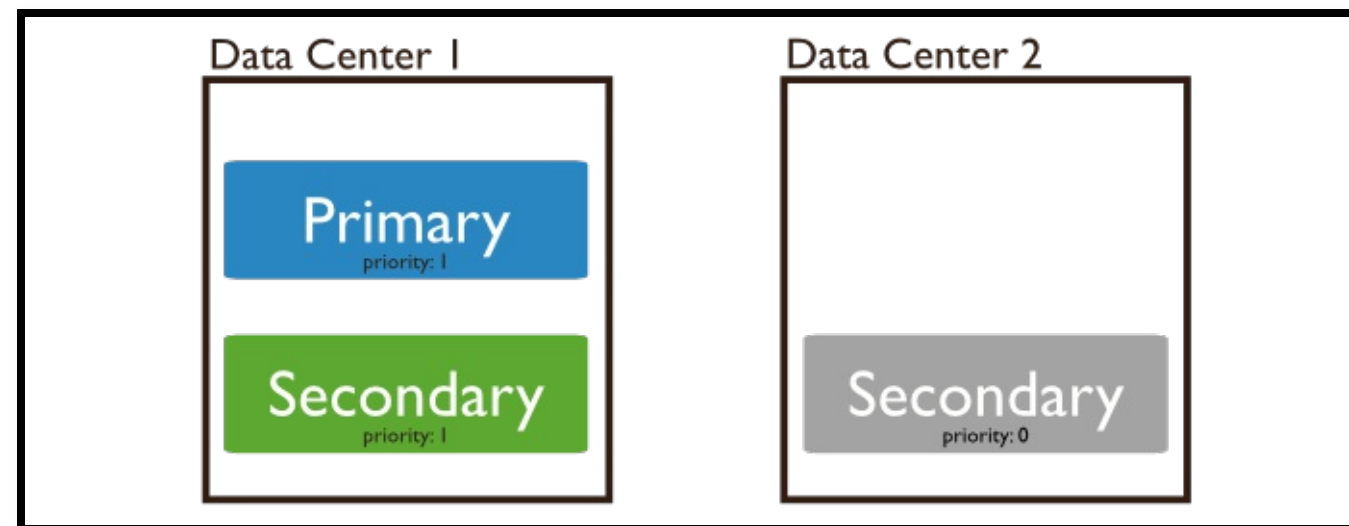 Data Center 1
Data Center 2
Primary
priority: 1
Secondary
priority: 1
Secondary
priority: 0